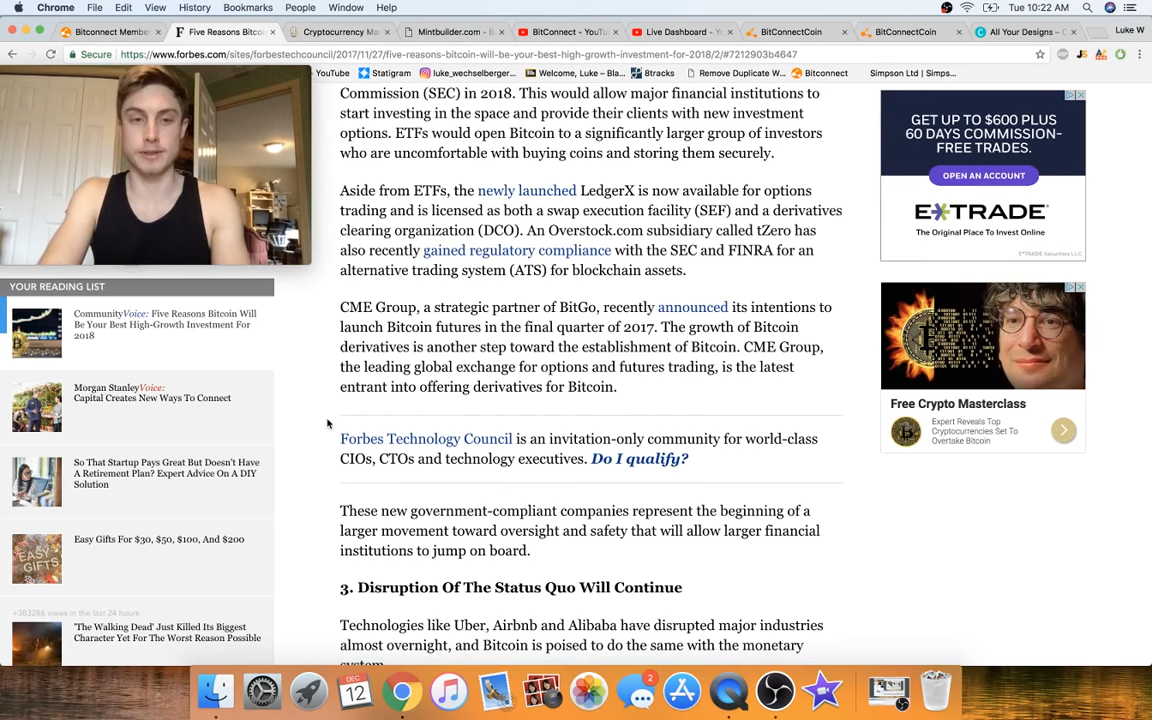 Chrome File Edit View History Bookmarks People Window Help
Tue 10:22 AM
Bitconnect Membe
Five Reasons Bitcoi
Cryptocurrency Ma
Mintbuilder.com - B
BitConnect - YouTu
Live Dashboard - Yo
BitConnectCoin
BitConnectCoin
All Your Designs – C
Luke W
Secure https://www.forbes.com/sites/forbestechcouncil/2017/11/27/five-reasons-bitcoin-will-be-your-best-high-growth-investment-for-2018/2/#7212903b4647
YouTube Statigram luke_wechselberger... Welcome, Luke – Bla... Btracks Remove Duplicate W... Bitconnect Simpson Ltd | Simps...
Commission (SEC) in 2018. This would allow major financial institutions to
start investing in the space and provide their clients with new investment
options. ETFs would open Bitcoin to a significantly larger group of investors
who are uncomfortable with buying coins and storing them securely.
Aside from ETFs, the newly launched LedgerX is now available for options
trading and is licensed as both a swap execution facility (SEF) and a derivatives
clearing organization (DCO). An Overstock.com subsidiary called tZero has
also recently gained regulatory compliance with the SEC and FINRA for an
alternative trading system (ATS) for blockchain assets.
CME Group, a strategic partner of BitGo, recently announced its intentions to
launch Bitcoin futures in the final quarter of 2017. The growth of Bitcoin
derivatives is another step toward the establishment of Bitcoin. CME Group,
the leading global exchange for options and futures trading, is the latest
entrant into offering derivatives for Bitcoin.
Forbes Technology Council is an invitation-only community for world-class
CIOs, CTOs and technology executives. Do I qualify?
These new government-compliant companies represent the beginning of a
larger movement toward oversight and safety that will allow larger financial
institutions to jump on board.
3. Disruption Of The Status Quo Will Continue
Technologies like Uber, Airbnb and Alibaba have disrupted major industries
almost overnight, and Bitcoin is poised to do the same with the monetary
system.
YOUR READING LIST
CommunityVoice: Five Reasons Bitcoin Will
Be Your Best High-Growth Investment For
2018
Morgan StanleyVoice:
Capital Creates New Ways To Connect
So That Startup Pays Great But Doesn't Have
A Retirement Plan? Expert Advice On A DIY
Solution
Easy Gifts For $30, $50, $100, And $200
+383286 views in the last 24 hours
'The Walking Dead' Just Killed Its Biggest
Character Yet For The Worst Reason Possible
GET UP TO $600 PLUS
60 DAYS COMMISSION-
FREE TRADES.
OPEN AN ACCOUNT
E*TRADE
The Original Place To Invest Online
E*TRADE Securities LLC
Free Crypto Masterclass
Expert Reveals Top
Cryptocurrencies Set To
Overtake Bitcoin
DEC
12
2